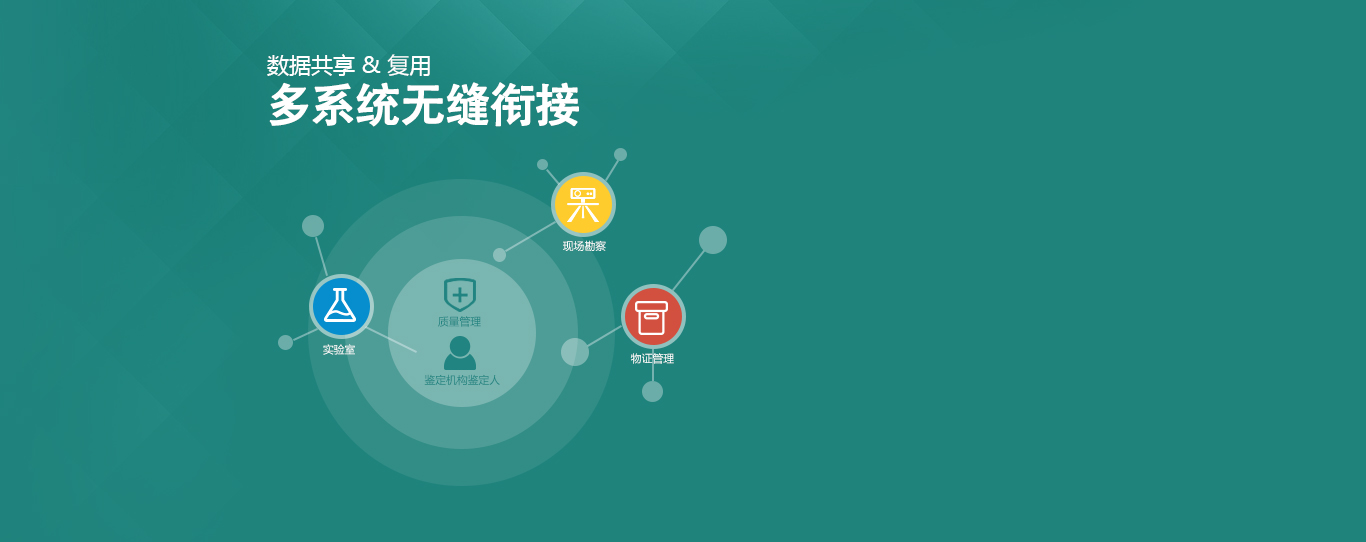 数据共享 & 复用
多系统无缝衔接
现场勘察
质量管理
实验室
物证管理
鉴定机构鉴定人